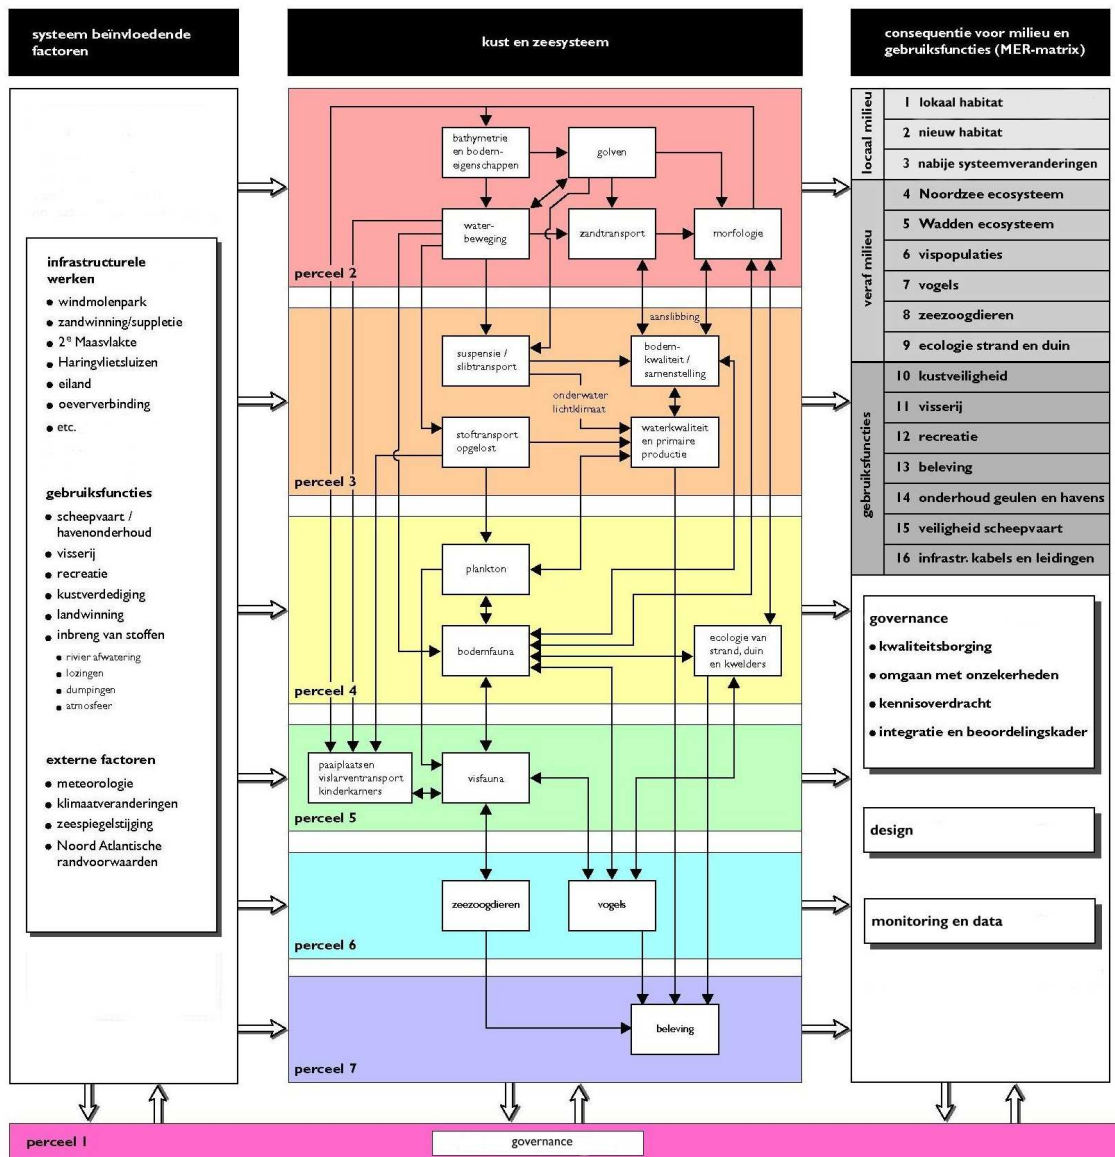 systeem beïnvloedende
factoren
kust en zeesysteem
consequentie voor milieu en
gebruiksfuncties (MER-matrix)
infrastructurele
werken
• windmolenpark
• zandwinning/suppletie
• 2e Maasvlakte
• Haringvlietsluizen
• eiland
• oeververbinding
• etc.
gebruiksfuncties
• scheepvaart /
havenonderhoud
• visserij
• recreatie
• kustverdediging
• landwinning
• inbreng van stoffen
• rivier afwatering
• lozingen
• dumpingen
• atmosfeer
externe factoren
• meteorologie
• klimaatveranderingen
• zeespiegelstijging
• Noord Atlantische
randvoorwaarden
bathymetrie
en bodem-
eigenschappen
golven
water-
beweging
zandtransport
morfologie
perceel 2
aanslibbing
suspensie /
slibtransport
bodem-
kwaliteit /
samenstelling
onderwater
lichtklimaat
stoftransport
opgelost
waterkwaliteit
en primaire
productie
perceel 3
plankton
bodemfauna
ecologie van
strand, duin
en kwelders
perceel 4
paaiplaatsen
vislarventransport
kinderkamers
visfauna
perceel 5
zeezoogdieren
vogels
perceel 6
beleving
perceel 7
locaal milieu
1 lokaal habitat
2 nieuw habitat
3 nabije systeemveranderingen
veraf milieu
4 Noordzee ecosysteem
5 Wadden ecosysteem
6 vispopulaties
7 vogels
8 zeezoogdieren
9 ecologie strand en duin
gebruiksfuncties
10 kustveiligheid
11 visserij
12 recreatie
13 beleving
14 onderhoud geulen en havens
15 veiligheid scheepvaart
16 infrastr. kabels en leidingen
governance
• kwaliteitsborging
• omgaan met onzekerheden
• kennisoverdracht
• integratie en beoordelingskader
design
monitoring en data
perceel 1
governance